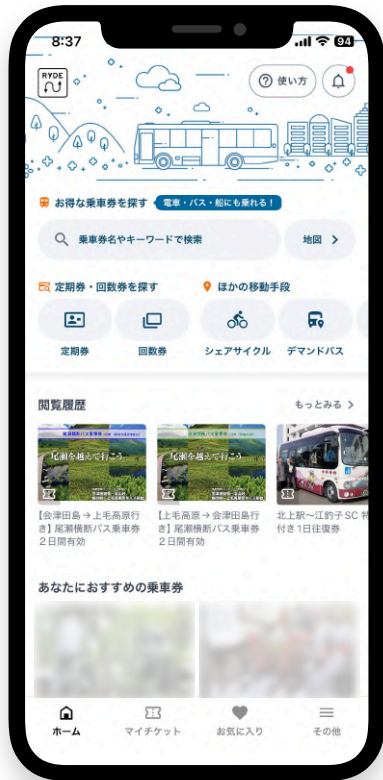 8:37
94
RYDE
使い方
お得な乗車券を探す
電車・バス・船にも乗れる！
乗車券名やキーワードで検索
地図
定期券・回数券を探す
ほかの移動手段
定期券
回数券
シェアサイクル
デマンドバス
閲覧履歴
もっとみる
尾瀬を越えて行こう
尾瀬を越えて行こう
【会津田島→上毛高原行
き】尾瀬横断バス乗車券
２日間有効
【上毛高原→会津田島行
き】尾瀬横断バス乗車券
２日間有効
北上駅〜江釣子SC 特
付き1日往復券
あなたにおすすめの乗車券
ホーム
マイチケット
お気に入り
その他